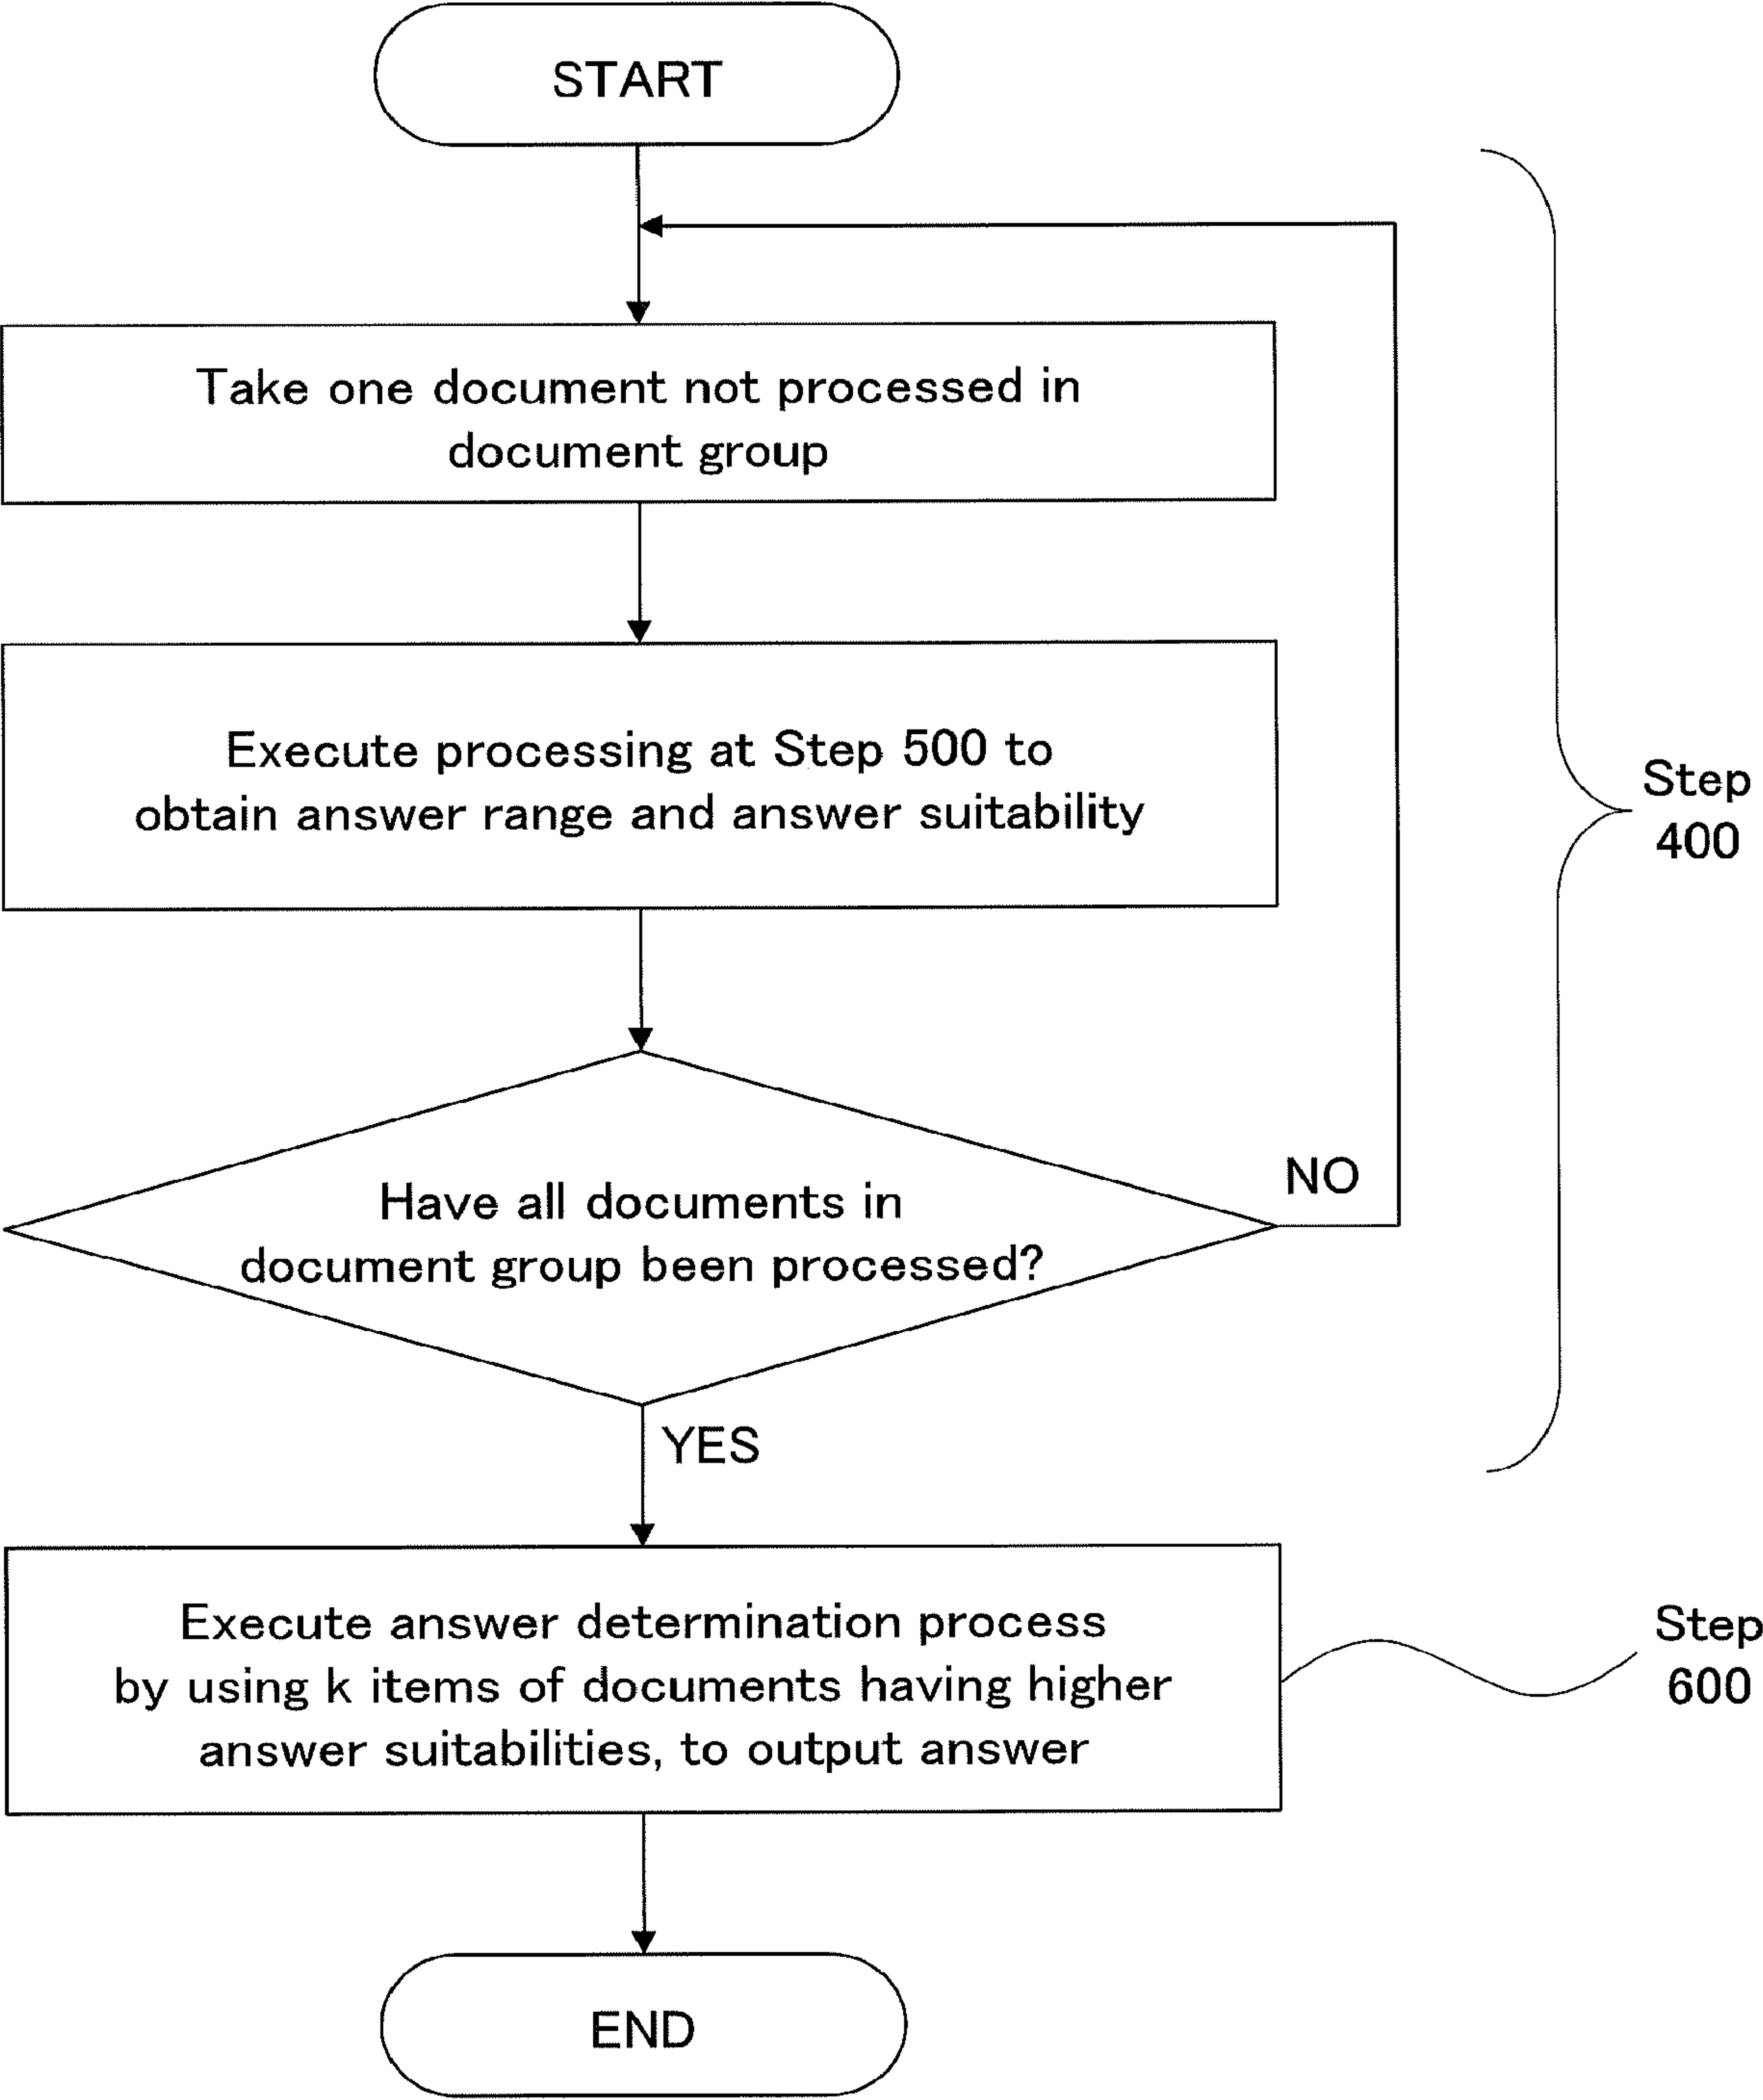 START
Take one document not processed in
document group
Execute processing at Step 500 to
obtain answer range and answer suitability
Step
400
Have all documents in
document group been processed?
NO
YES
Execute answer determination process
by using k items of documents having higher
answer suitabilities, to output answer
Step
600
END